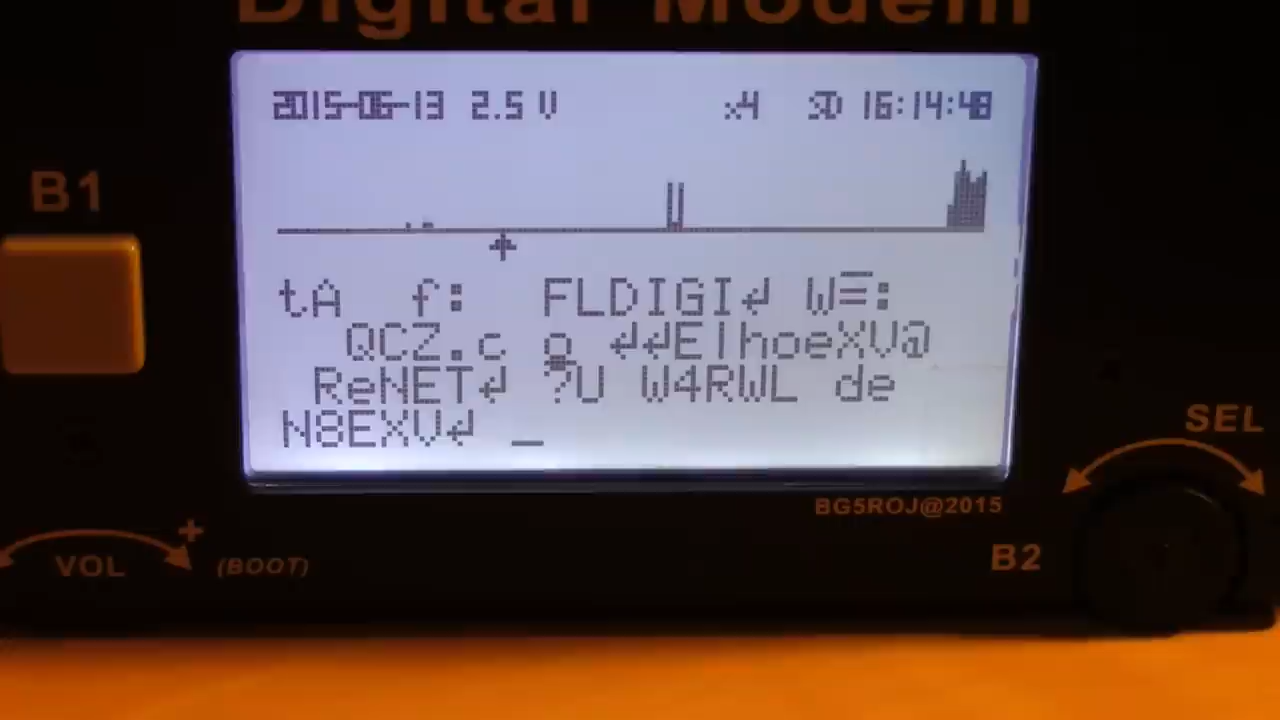 Digital Modem
2015-06-13 2.5 V x4 SD 16:14:48
B1
tA f: FLDIGI↲ W=:
QCZ.c o ↲↲ElhoeXV@
ReNET↲ ?U W4RWL de
N8EXV↲ _
SEL
BG5ROJ@2015
+
VOL
(BOOT)
B2